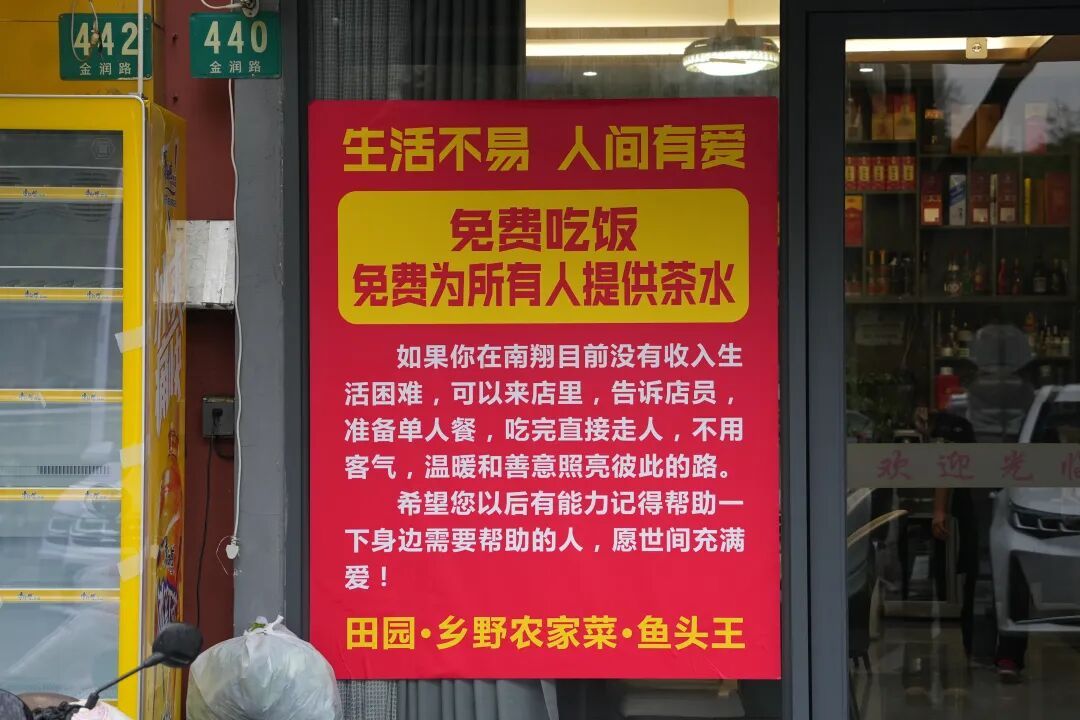 442
金润路
440
金润路
生活不易 人间有爱
免费吃饭
免费为所有人提供茶水
如果你在南翔目前没有收入生
活困难，可以来店里，告诉店员，
准备单人餐，吃完直接走人，不用
客气，温暖和善意照亮彼此的路。
希望您以后有能力记得帮助一
下身边需要帮助的人，愿世间充满
爱！
田园·乡野农家菜·鱼头王
欢迎光临